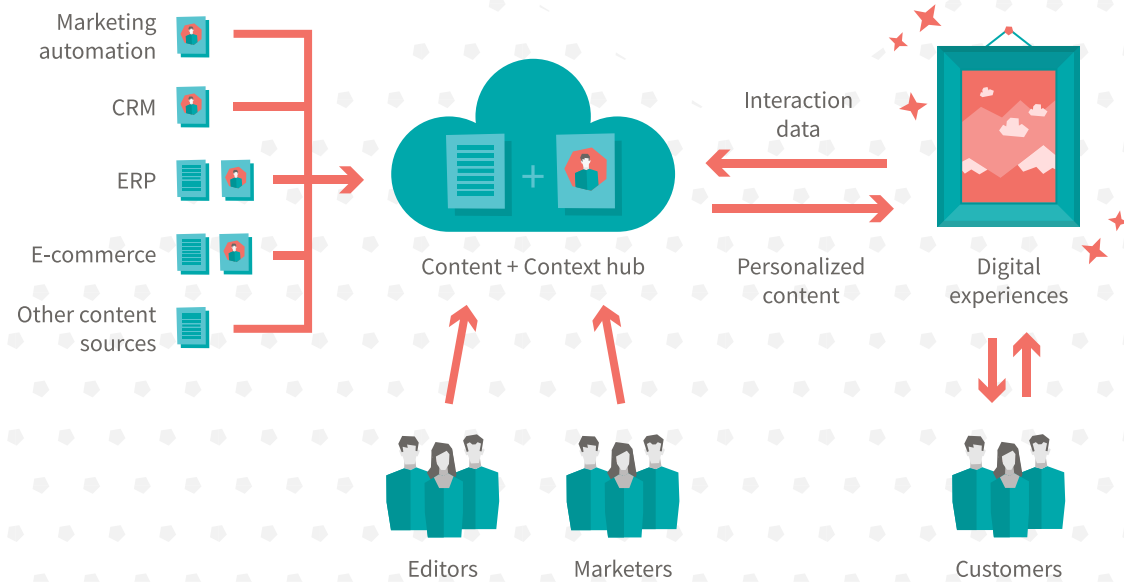 Marketing
automation
CRM
ERP
E-commerce
Other content
sources
Content + Context hub
Interaction
data
Personalized
content
Digital
experiences
Editors
Marketers
Customers